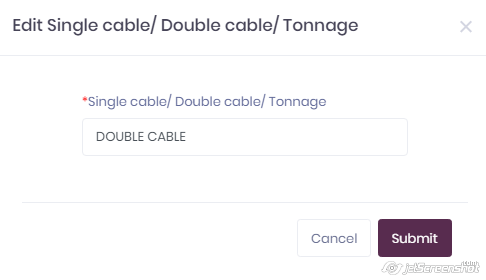 Edit Single cable/ Double cable/ Tonnage
*Single cable/ Double cable/ Tonnage
DOUBLE CABLE
Cancel
Submit
jetScreenshot